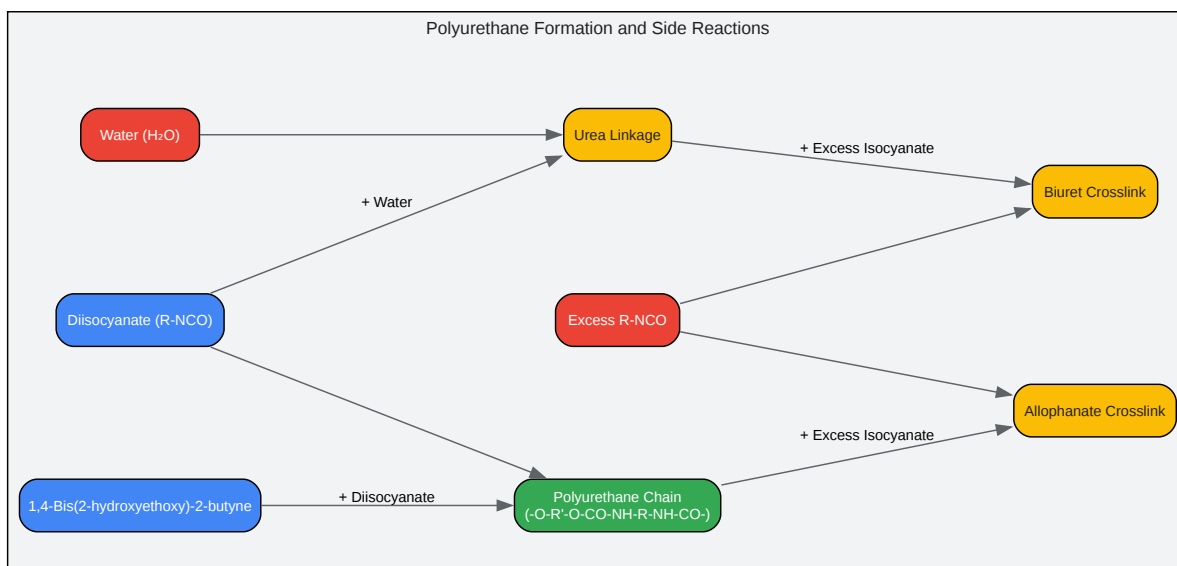 Polyurethane Formation and Side Reactions
Water (H₂O)
Urea Linkage
+ Excess Isocyanate
Biuret Crosslink
+ Water
Diisocyanate (R-NCO)
Excess R-NCO
Allophanate Crosslink
+ Excess Isocyanate
1,4-Bis(2-hydroxyethoxy)-2-butyne
+ Diisocyanate
Polyurethane Chain
(-O-R'-O-CO-NH-R-NH-CO-)